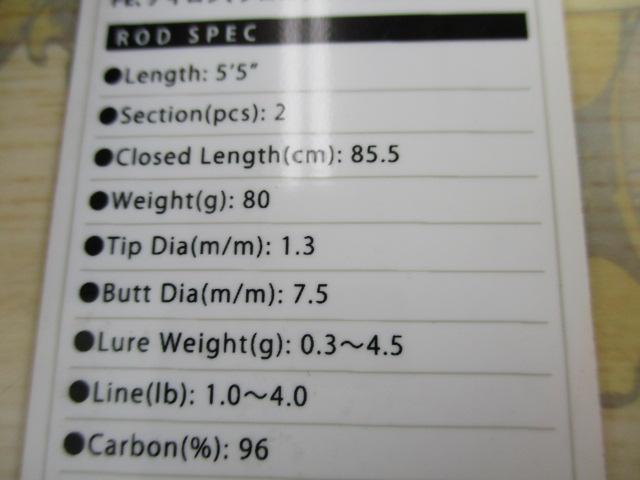 ROD SPEC
●Length: 5'5"
●Section(pcs): 2
●Closed Length(cm): 85.5
●Weight(g): 80
●Tip Dia(m/m): 1.3
●Butt Dia(m/m): 7.5
●Lure Weight(g): 0.3～4.5
●Line(lb): 1.0～4.0
●Carbon(%): 96